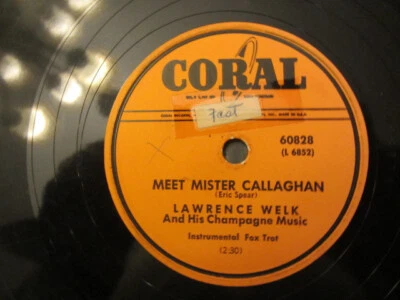 CORAL
Fast
60828
(L 6852)
MEET MISTER CALLAGHAN
(Eric Spear)
LAWRENCE WELK
And His Champagne Music
Instrumental Fox Trot
(2:30)